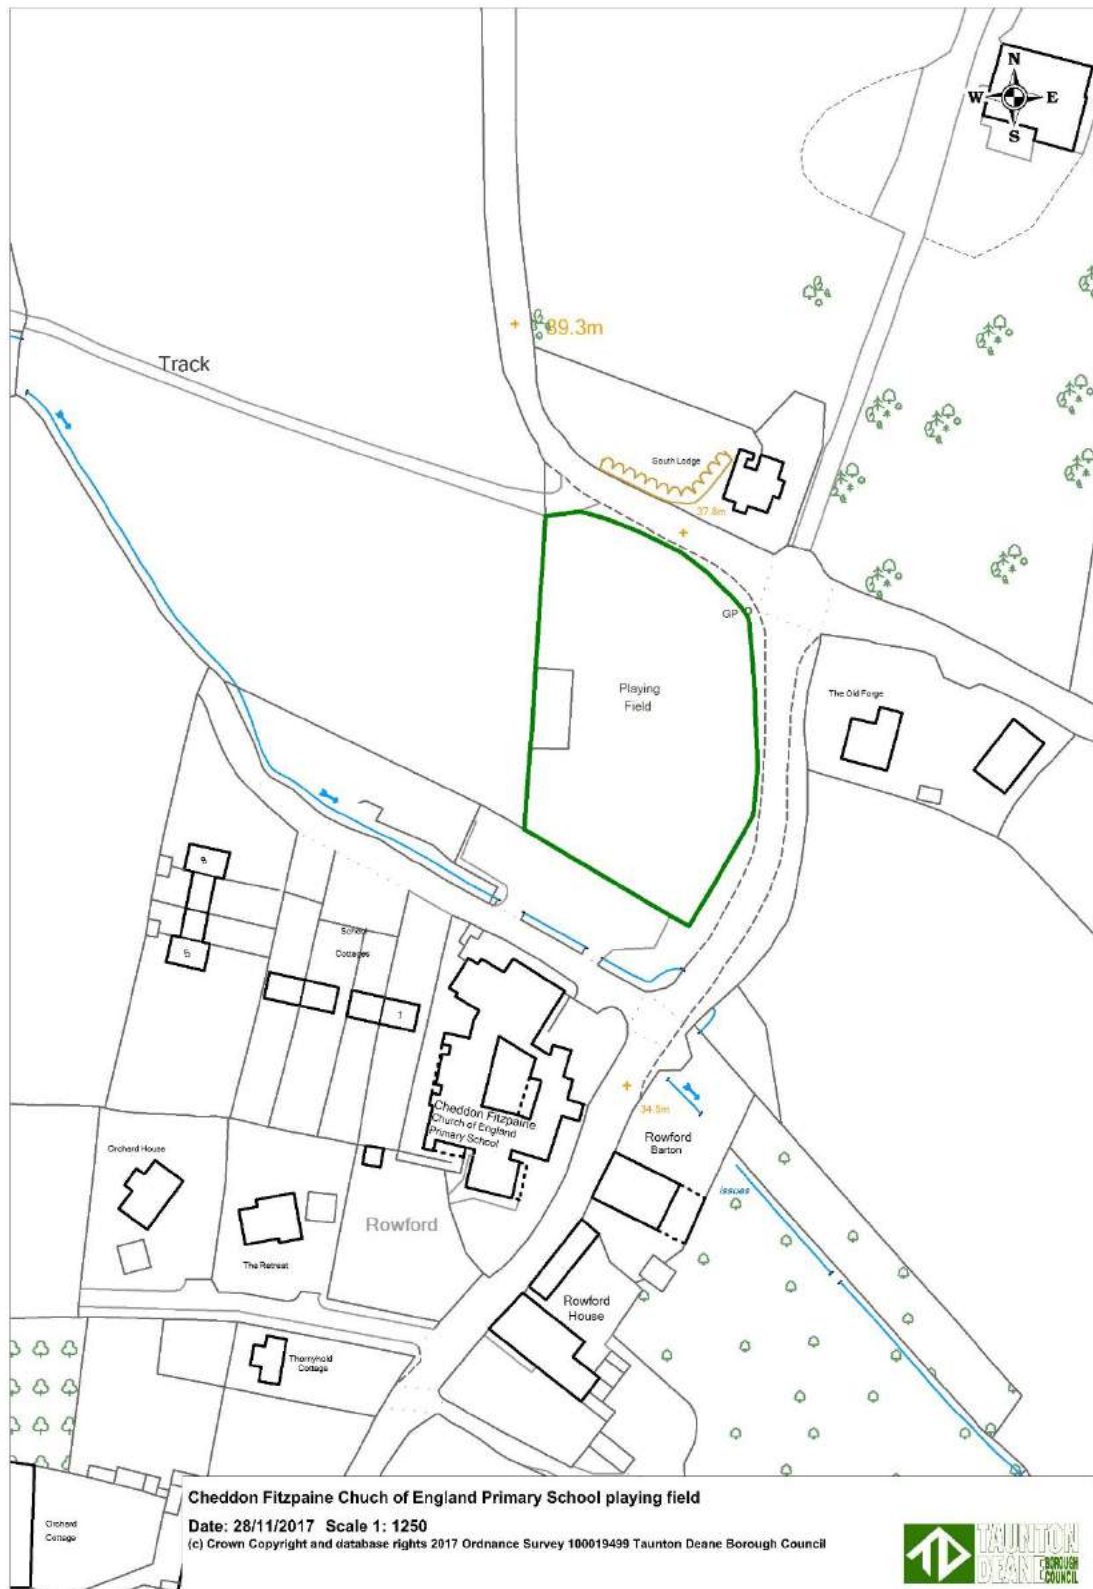 N
W E
S
39.3m
Track
South Lodge
37.8m
GP
Playing
Field
The Old Forge
8
5
School
Cottages
1
Cheddon Fitzpaine
Church of England
Primary School
34.5m
Rowford
Barton
Orchard House
issues
Rowford
The Retreat
Rowford
House
Thornyhold
Cottage
Cheddon Fitzpaine Chuch of England Primary School playing field
Date: 28/11/2017 Scale 1: 1250
(c) Crown Copyright and database rights 2017 Ordnance Survey 100019499 Taunton Deane Borough Council
Orchard
Cottage
TAUNTON
DEANE BOROUGH
COUNCIL